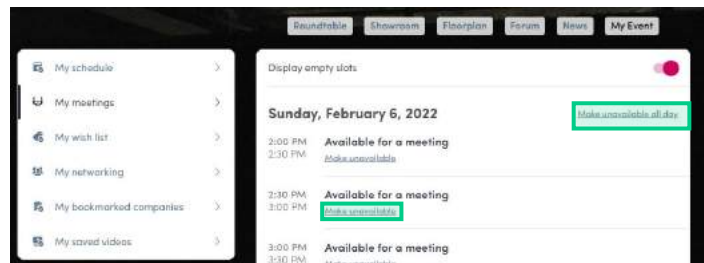 Roundtable Showroom Floorplan Forum News My Event
My schedule
My meetings
My wish list
My networking
My bookmarked companies
My saved videos
Display empty slots
Sunday, February 6, 2022 Make unavailable all day
2:00 PM Available for a meeting
2:30 PM Make unavailable
2:30 PM Available for a meeting
3:00 PM Make unavailable
3:00 PM Available for a meeting
3:30 PM Make unavailable